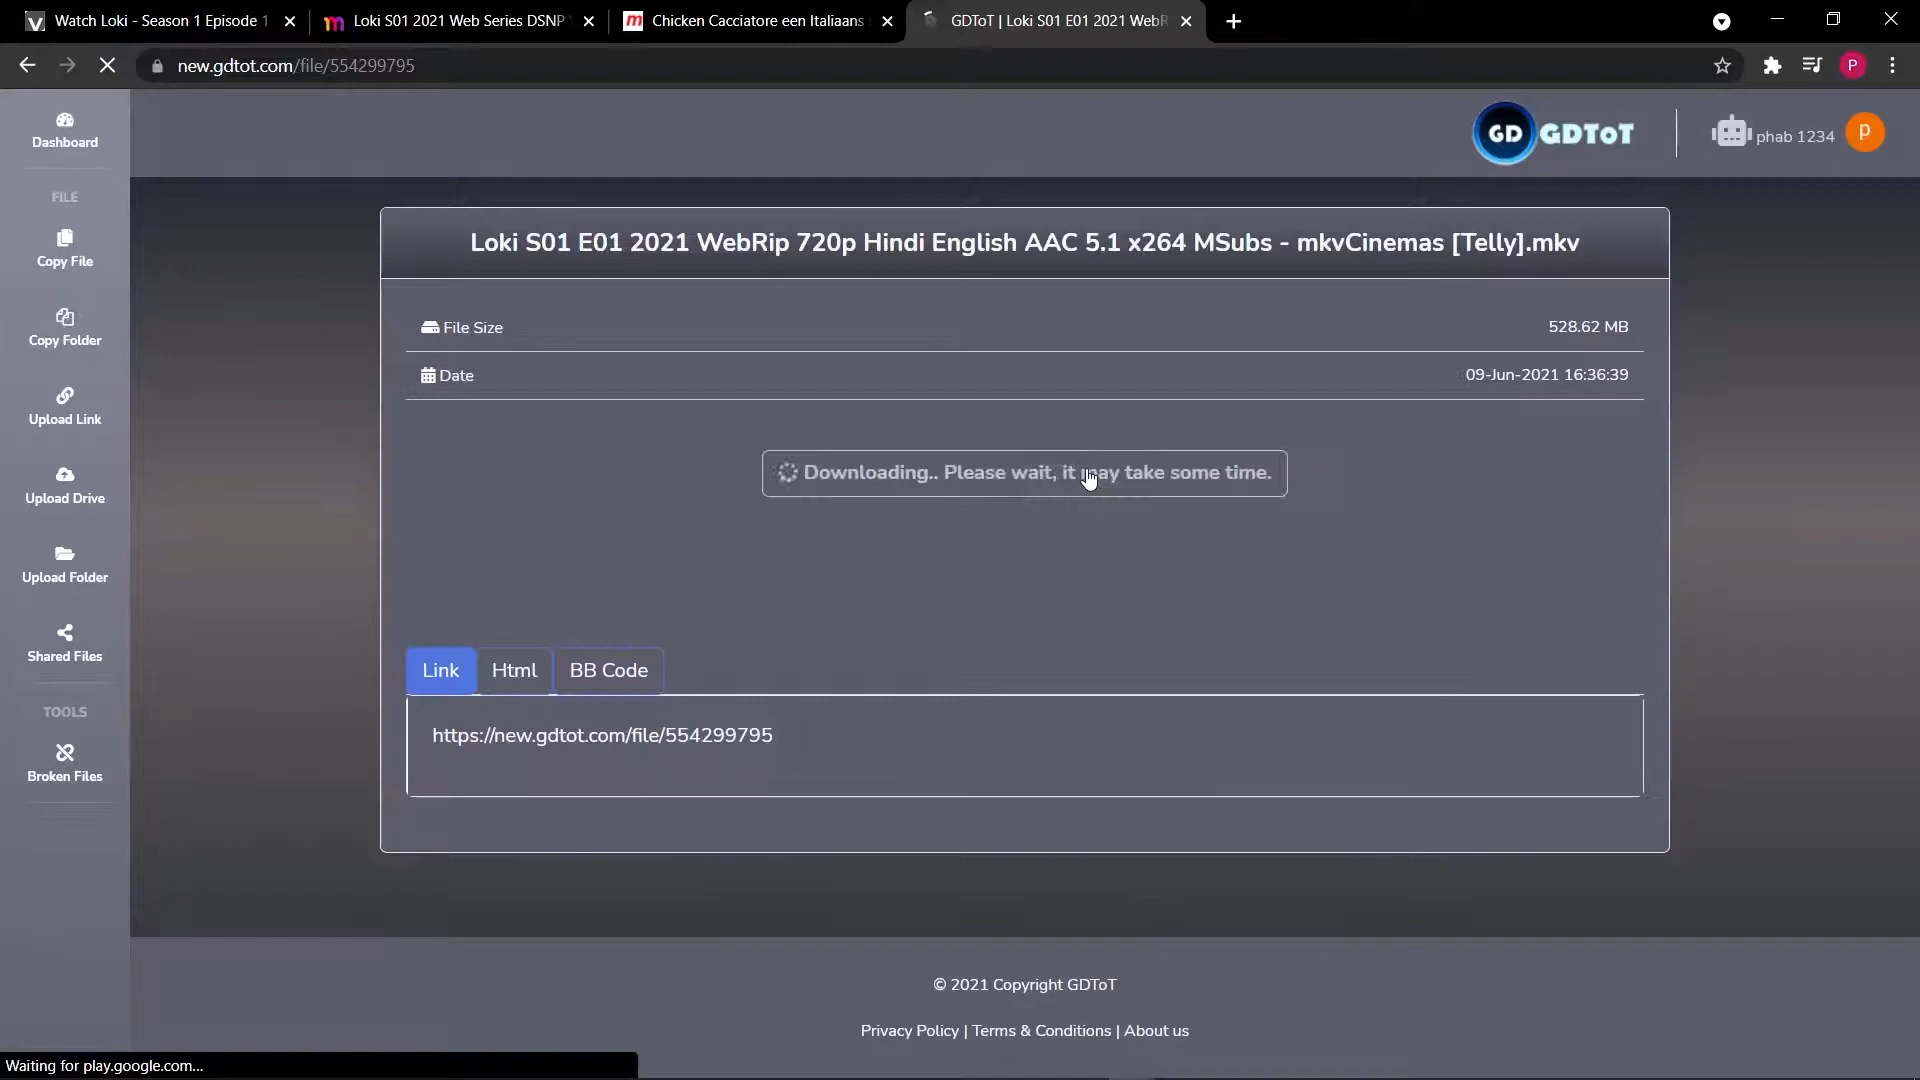 Watch Loki - Season 1 Episode 1
Loki S01 2021 Web Series DSNP
Chicken Cacciatore een Italiaans
GDToT | Loki S01 E01 2021 WebR
new.gdtot.com/file/554299795
P
Dashboard
FILE
Copy File
Copy Folder
Upload Link
Upload Drive
Upload Folder
Shared Files
TOOLS
Broken Files
GD GDToT
phab 1234
p
Loki S01 E01 2021 WebRip 720p Hindi English AAC 5.1 x264 MSubs - mkvCinemas [Telly].mkv
File Size 528.62 MB
Date 09-Jun-2021 16:36:39
Downloading.. Please wait, it may take some time.
Link Html BB Code
https://new.gdtot.com/file/554299795
© 2021 Copyright GDToT
Privacy Policy | Terms & Conditions | About us
Waiting for play.google.com...